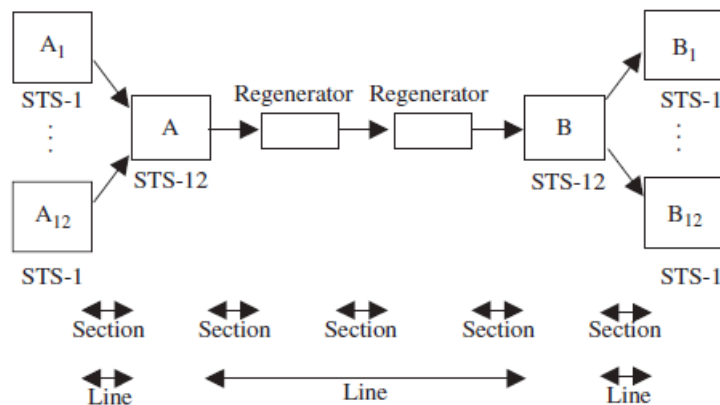 A₁
B₁
STS-1
Regenerator Regenerator
STS-1
⋮
A
B
⋮
STS-12
STS-12
A₁₂
B₁₂
STS-1
STS-1
Section Section Section Section Section
Line Line Line